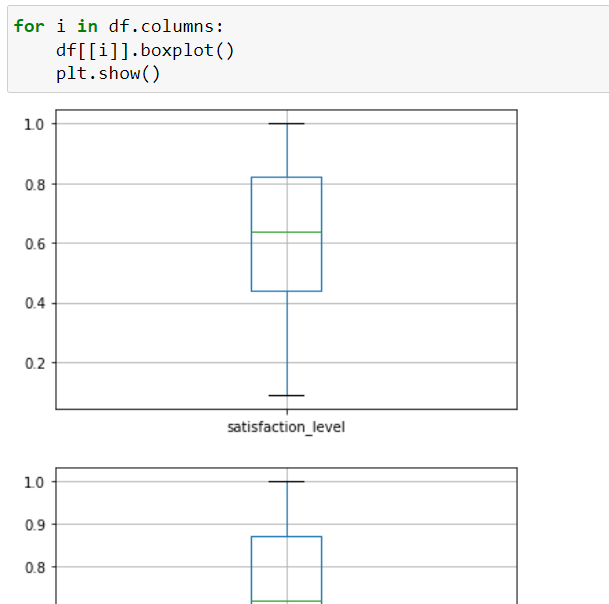 for i in df.columns:
    df[[i]].boxplot()
    plt.show()
1.0
0.8
0.6
0.4
0.2
satisfaction_level
1.0
0.9
0.8